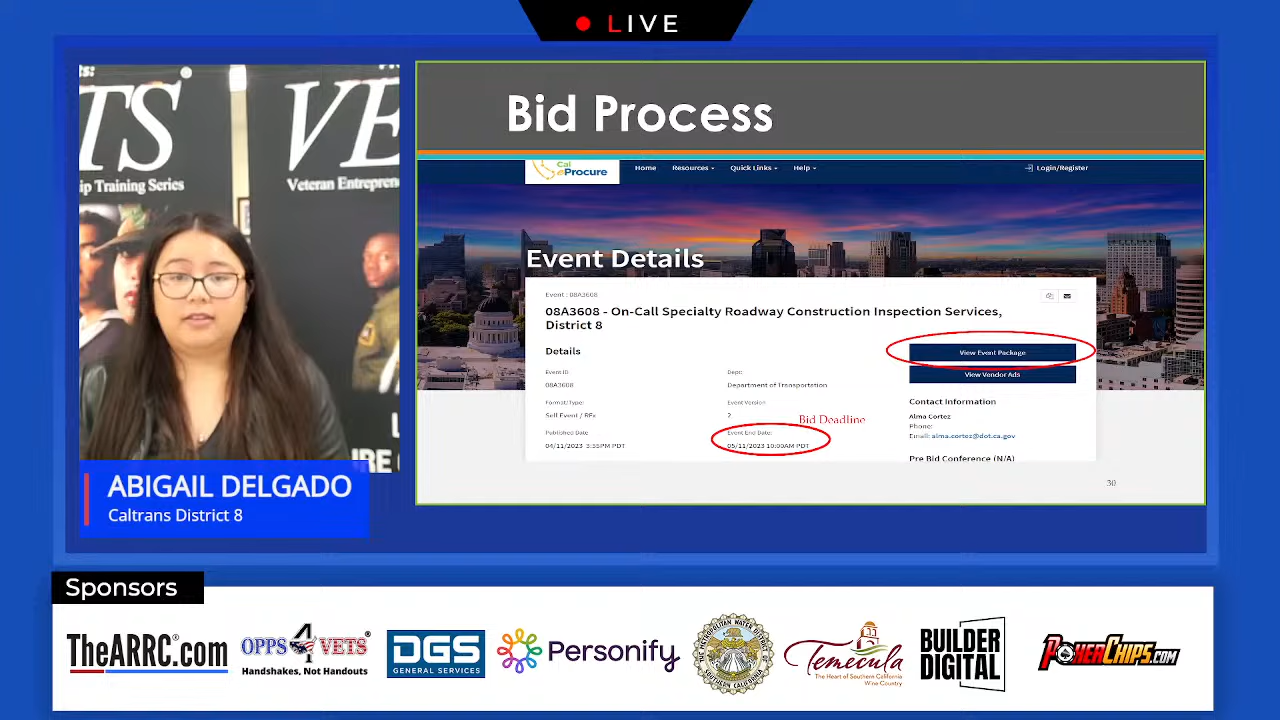 LIVE
TS
ip Training Series
VE
Veteran Entrepren
URE C
ABIGAIL DELGADO
Caltrans District 8
Bid Process
Cal
eProcure
Home Resources Quick Links Help Login/Register
Event Details
Event : 08A3608
08A3608 - On-Call Specialty Roadway Construction Inspection Services,
District 8
Details
Event ID:
08A3608
Dept:
Department of Transportation
Format/Type:
Sell Event / RFx
Event Version:
2
Bid Deadline
Published Date
04/11/2023 3:55PM PDT
Event End Date:
05/11/2023 10:00AM PDT
View Event Package
View Vendor Ads
Contact Information
Alma Cortez
Phone:
Email: alma.cortez@dot.ca.gov
Pre Bid Conference (N/A)
30
Sponsors
TheARRC.com
OPPS 4 VETS
Handshakes, Not Handouts
DGS
GENERAL SERVICES
Personify
Temecula
The Heart of Southern California
Wine Country
BUILDER
DIGITAL
POKERCHIPS.COM